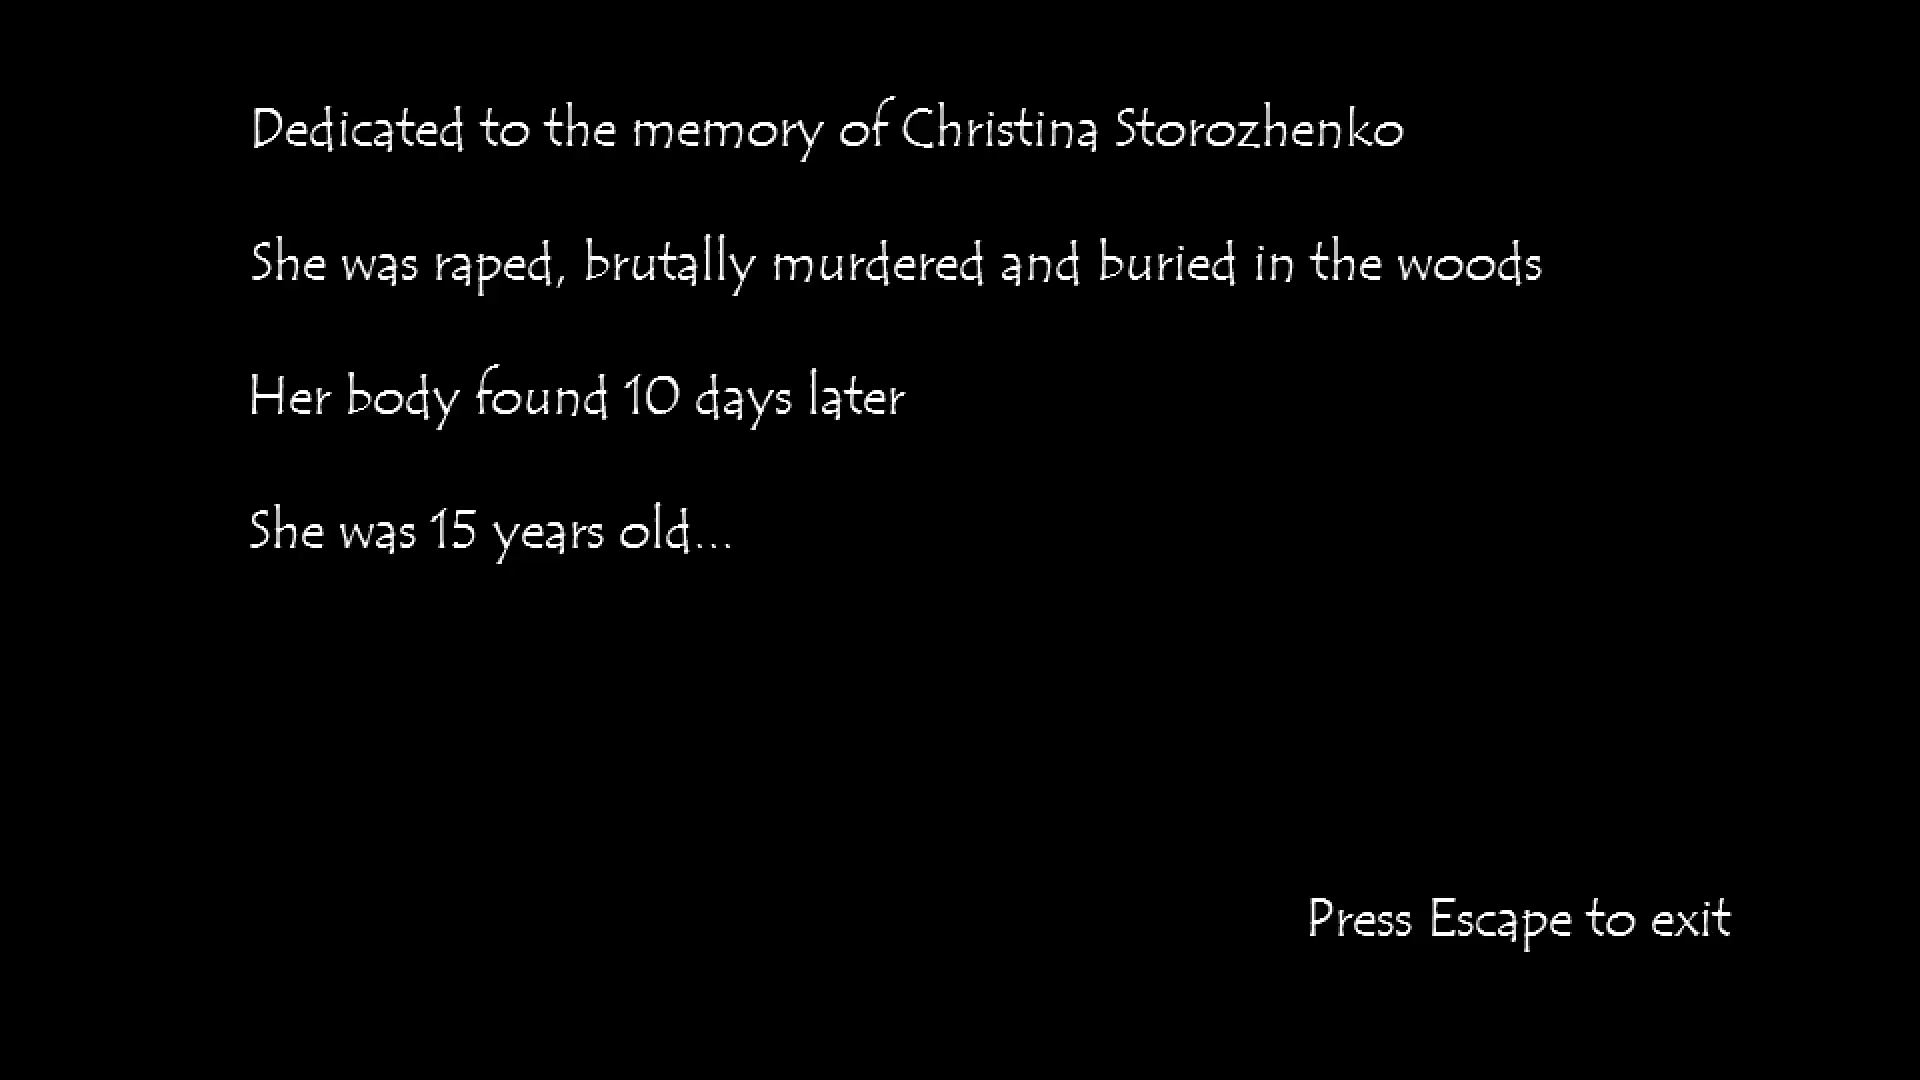 Dedicated to the memory of Christina Storozhenko
She was raped, brutally murdered and buried in the woods
Her body found 10 days later
She was 15 years old...
Press Escape to exit